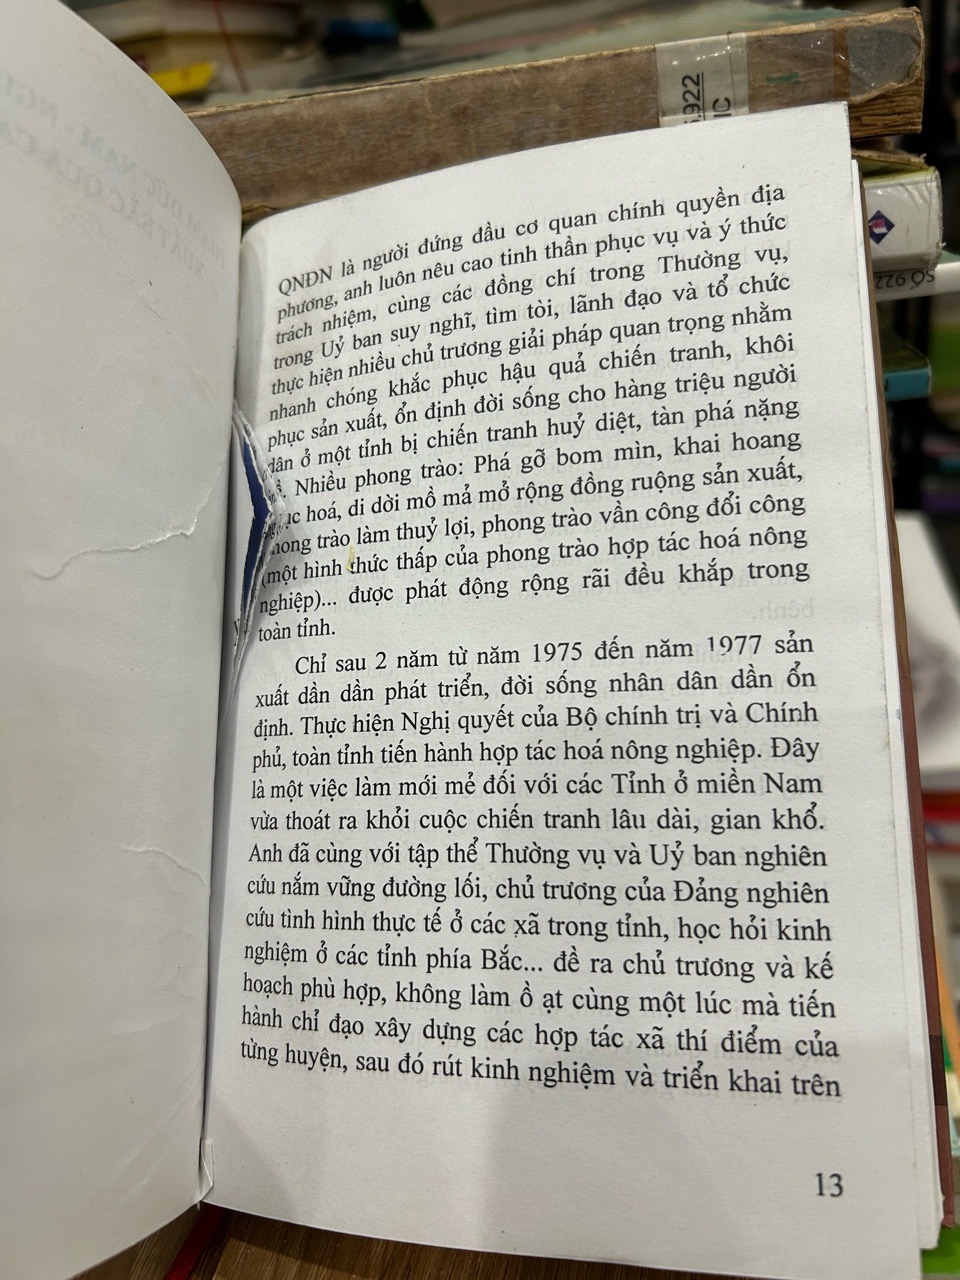 QNĐN là người đứng đầu cơ quan chính quyền địa
phương, anh luôn nêu cao tinh thần phục vụ và ý thức
trách nhiệm, cùng các đồng chí trong Thường vụ,
trong Uỷ ban suy nghĩ, tìm tòi, lãnh đạo và tổ chức
thực hiện nhiều chủ trương giải pháp quan trọng nhằm
nhanh chóng khắc phục hậu quả chiến tranh, khôi
phục sản xuất, ổn định đời sống cho hàng triệu người
dân ở một tỉnh bị chiến tranh huỷ diệt, tàn phá nặng
Nhiều phong trào: Phá gỡ bom mìn, khai hoang
hoá, di dời mồ mả mở rộng đồng ruộng sản xuất,
phong trào làm thuỷ lợi, phong trào vần công đổi công
(một hình thức thấp của phong trào hợp tác hoá nông
nghiệp)... được phát động rộng rãi đều khắp trong
toàn tỉnh.
Chỉ sau 2 năm từ năm 1975 đến năm 1977 sản
xuất dần dần phát triển, đời sống nhân dân dần ổn
định. Thực hiện Nghị quyết của Bộ chính trị và Chính
phủ, toàn tỉnh tiến hành hợp tác hoá nông nghiệp. Đây
là một việc làm mới mẻ đối với các Tỉnh ở miền Nam
vừa thoát ra khỏi cuộc chiến tranh lâu dài, gian khổ.
Anh đã cùng với tập thể Thường vụ và Uỷ ban nghiên
cứu nắm vững đường lối, chủ trương của Đảng nghiên
cứu tình hình thực tế ở các xã trong tỉnh, học hỏi kinh
nghiệm ở các tỉnh phía Bắc... đề ra chủ trương và kế
hoạch phù hợp, không làm ồ ạt cùng một lúc mà tiến
hành chỉ đạo xây dựng các hợp tác xã thí điểm của
từng huyện, sau đó rút kinh nghiệm và triển khai trên
13